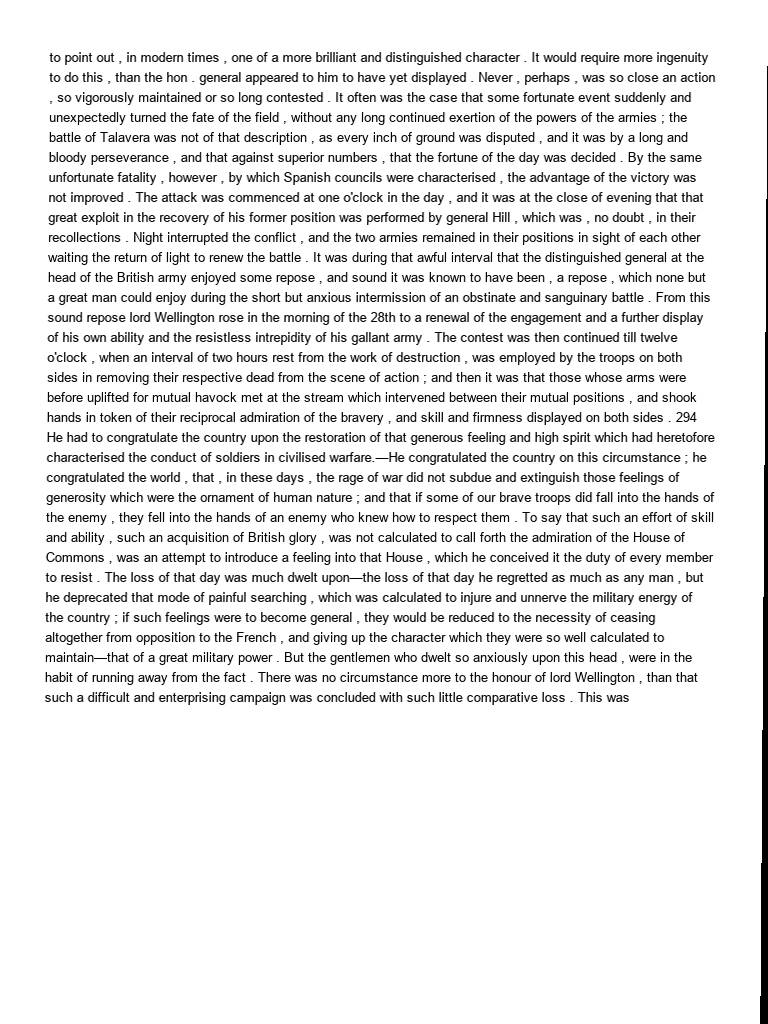 to point out , in modern times , one of a more brilliant and distinguished character . It would require more ingenuity
to do this , than the hon . general appeared to him to have yet displayed . Never , perhaps , was so close an action
, so vigorously maintained or so long contested . It often was the case that some fortunate event suddenly and
unexpectedly turned the fate of the field , without any long continued exertion of the powers of the armies ; the
battle of Talavera was not of that description , as every inch of ground was disputed , and it was by a long and
bloody perseverance , and that against superior numbers , that the fortune of the day was decided . By the same
unfortunate fatality , however , by which Spanish councils were characterised , the advantage of the victory was
not improved . The attack was commenced at one o'clock in the day , and it was at the close of evening that that
great exploit in the recovery of his former position was performed by general Hill , which was , no doubt , in their
recollections . Night interrupted the conflict , and the two armies remained in their positions in sight of each other
waiting the return of light to renew the battle . It was during that awful interval that the distinguished general at the
head of the British army enjoyed some repose , and sound it was known to have been , a repose , which none but
a great man could enjoy during the short but anxious intermission of an obstinate and sanguinary battle . From this
sound repose lord Wellington rose in the morning of the 28th to a renewal of the engagement and a further display
of his own ability and the resistless intrepidity of his gallant army . The contest was then continued till twelve
o'clock , when an interval of two hours rest from the work of destruction , was employed by the troops on both
sides in removing their respective dead from the scene of action ; and then it was that those whose arms were
before uplifted for mutual havock met at the stream which intervened between their mutual positions , and shook
hands in token of their reciprocal admiration of the bravery , and skill and firmness displayed on both sides . 294
He had to congratulate the country upon the restoration of that generous feeling and high spirit which had heretofore
characterised the conduct of soldiers in civilised warfare.—He congratulated the country on this circumstance ; he
congratulated the world , that , in these days , the rage of war did not subdue and extinguish those feelings of
generosity which were the ornament of human nature ; and that if some of our brave troops did fall into the hands of
the enemy , they fell into the hands of an enemy who knew how to respect them . To say that such an effort of skill
and ability , such an acquisition of British glory , was not calculated to call forth the admiration of the House of
Commons , was an attempt to introduce a feeling into that House , which he conceived it the duty of every member
to resist . The loss of that day was much dwelt upon—the loss of that day he regretted as much as any man , but
he deprecated that mode of painful searching , which was calculated to injure and unnerve the military energy of
the country ; if such feelings were to become general , they would be reduced to the necessity of ceasing
altogether from opposition to the French , and giving up the character which they were so well calculated to
maintain—that of a great military power . But the gentlemen who dwelt so anxiously upon this head , were in the
habit of running away from the fact . There was no circumstance more to the honour of lord Wellington , than that
such a difficult and enterprising campaign was concluded with such little comparative loss . This was